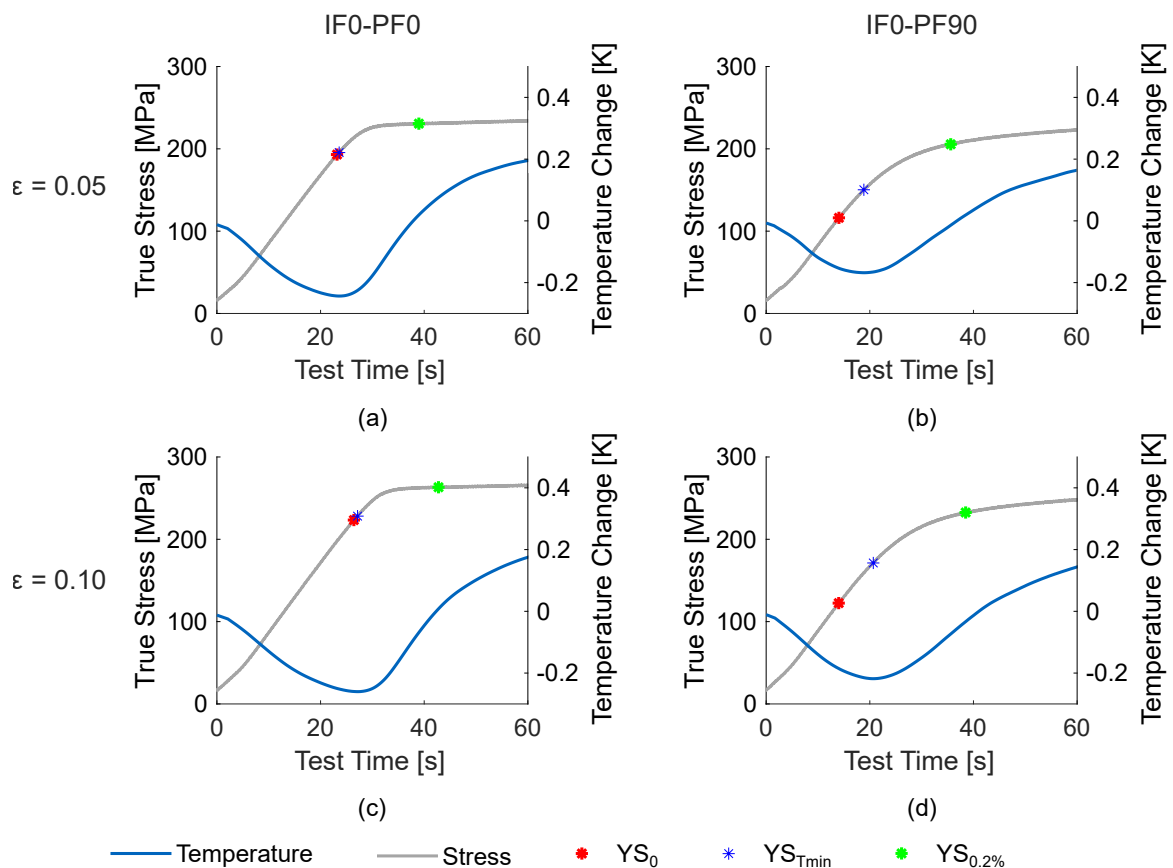 IF0-PF0
IF0-PF90
ε = 0.05
True Stress [MPa]
300
200
100
0
0.4
0.2
0
-0.2
Temperature Change [K]
0
20
40
60
Test Time [s]
(a)
True Stress [MPa]
300
200
100
0
0.4
0.2
0
-0.2
Temperature Change [K]
0
20
40
60
Test Time [s]
(b)
ε = 0.10
True Stress [MPa]
300
200
100
0
0.4
0.2
0
-0.2
Temperature Change [K]
0
20
40
60
Test Time [s]
(c)
True Stress [MPa]
300
200
100
0
0.4
0.2
0
-0.2
Temperature Change [K]
0
20
40
60
Test Time [s]
(d)
Temperature
Stress
YS0
YSTmin
YS0.2%